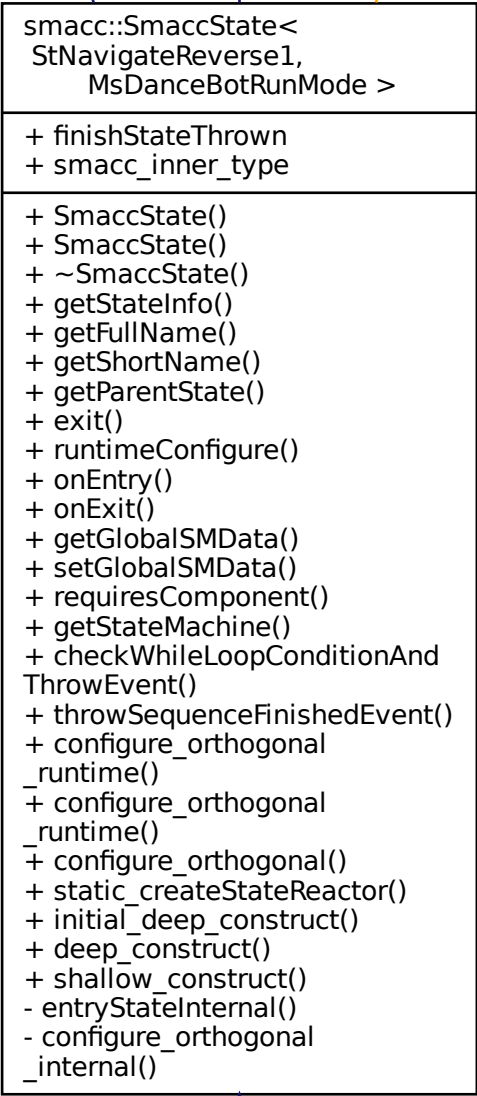 smacc::SmaccState<
StNavigateReverse1,
MsDanceBotRunMode >
+ finishStateThrown
+ smacc_inner_type
+ SmaccState()
+ SmaccState()
+ ~SmaccState()
+ getStateInfo()
+ getFullName()
+ getShortName()
+ getParentState()
+ exit()
+ runtimeConfigure()
+ onEntry()
+ onExit()
+ getGlobalSMData()
+ setGlobalSMData()
+ requiresComponent()
+ getStateMachine()
+ checkWhileLoopConditionAnd
ThrowEvent()
+ throwSequenceFinishedEvent()
+ configure_orthogonal
_runtime()
+ configure_orthogonal
_runtime()
+ configure_orthogonal()
+ static_createStateReactor()
+ initial_deep_construct()
+ deep_construct()
+ shallow_construct()
- entryStateInternal()
- configure_orthogonal
_internal()